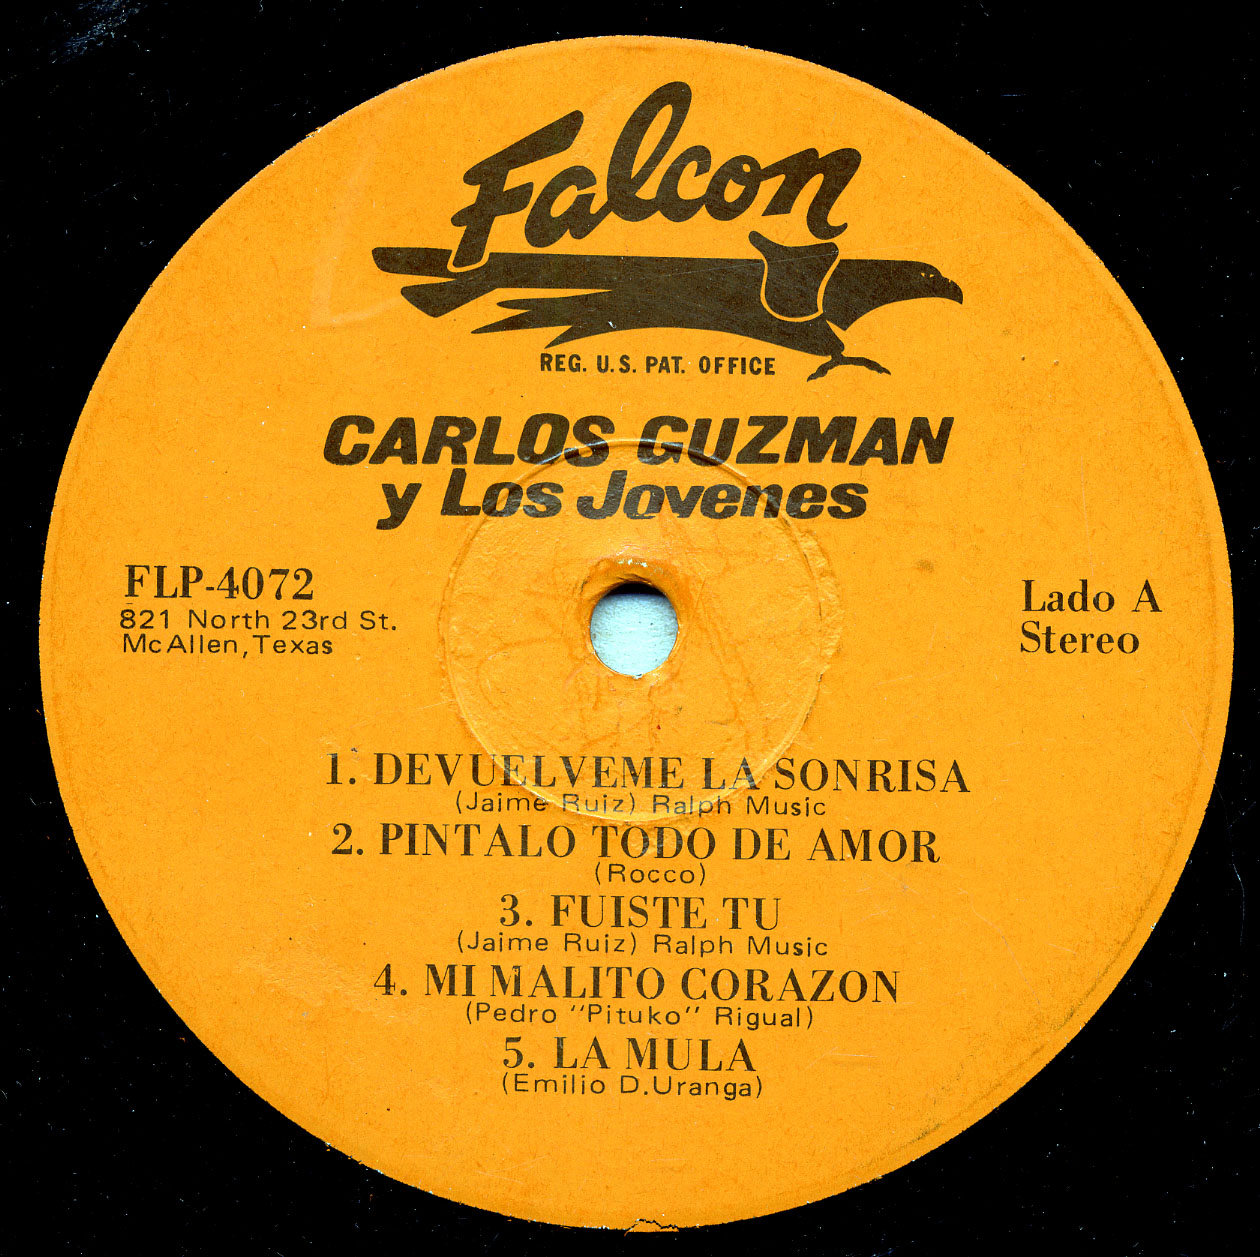 Falcon
REG. U.S. PAT. OFFICE
CARLOS GUZMAN
y Los Jovenes
FLP-4072
821 North 23rd St.
McAllen, Texas
Lado A
Stereo
1. DEVUELVEME LA SONRISA
(Jaime Ruiz) Ralph Music
2. PINTALO TODO DE AMOR
(Rocco)
3. FUISTE TU
(Jaime Ruiz) Ralph Music
4. MI MALITO CORAZON
(Pedro "Pituko" Rigual)
5. LA MULA
(Emilio D.Uranga)